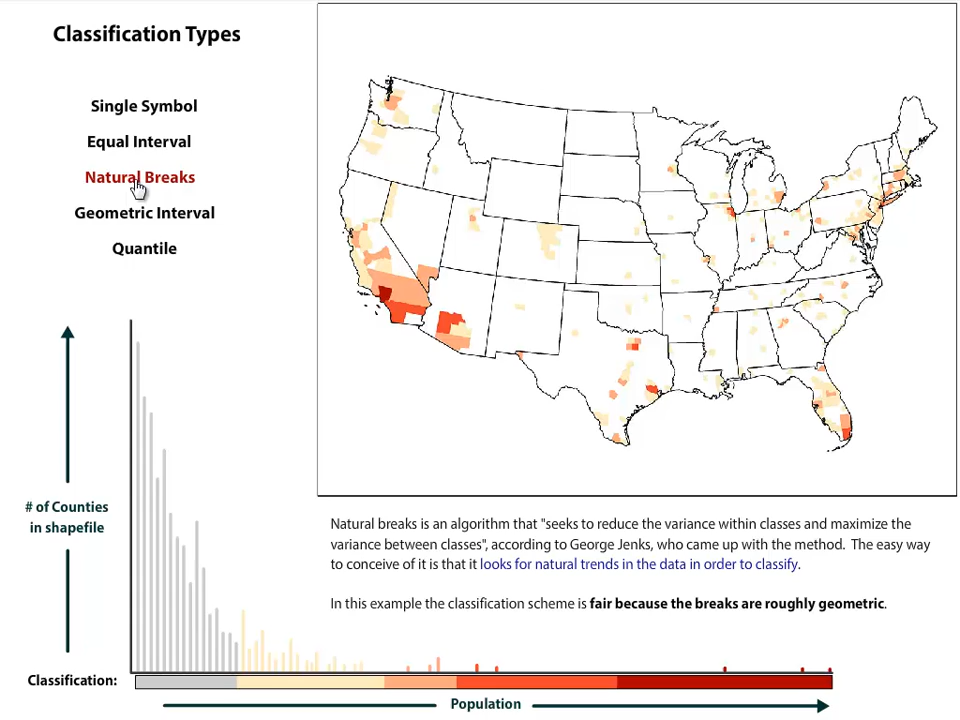 Classification Types
Single Symbol
Equal Interval
Natural Breaks
Geometric Interval
Quantile
# of Counties
in shapefile
Natural breaks is an algorithm that "seeks to reduce the variance within classes and maximize the
variance between classes", according to George Jenks, who came up with the method.  The easy way
to conceive of it is that it looks for natural trends in the data in order to classify.
In this example the classification scheme is fair because the breaks are roughly geometric.
Classification:
Population